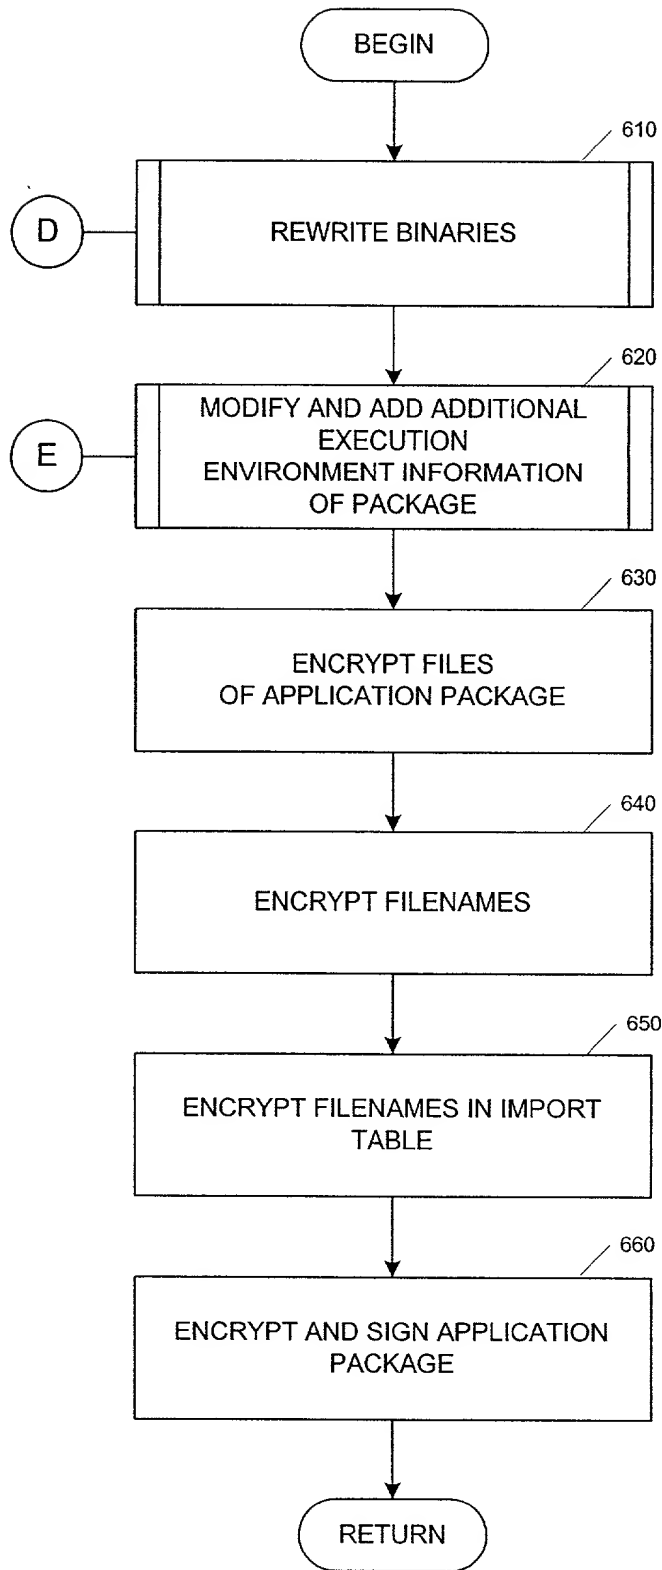 BEGIN
610
D
REWRITE BINARIES
620
E
MODIFY AND ADD ADDITIONAL
EXECUTION
ENVIRONMENT INFORMATION
OF PACKAGE
630
ENCRYPT FILES
OF APPLICATION PACKAGE
640
ENCRYPT FILENAMES
650
ENCRYPT FILENAMES IN IMPORT
TABLE
660
ENCRYPT AND SIGN APPLICATION
PACKAGE
RETURN